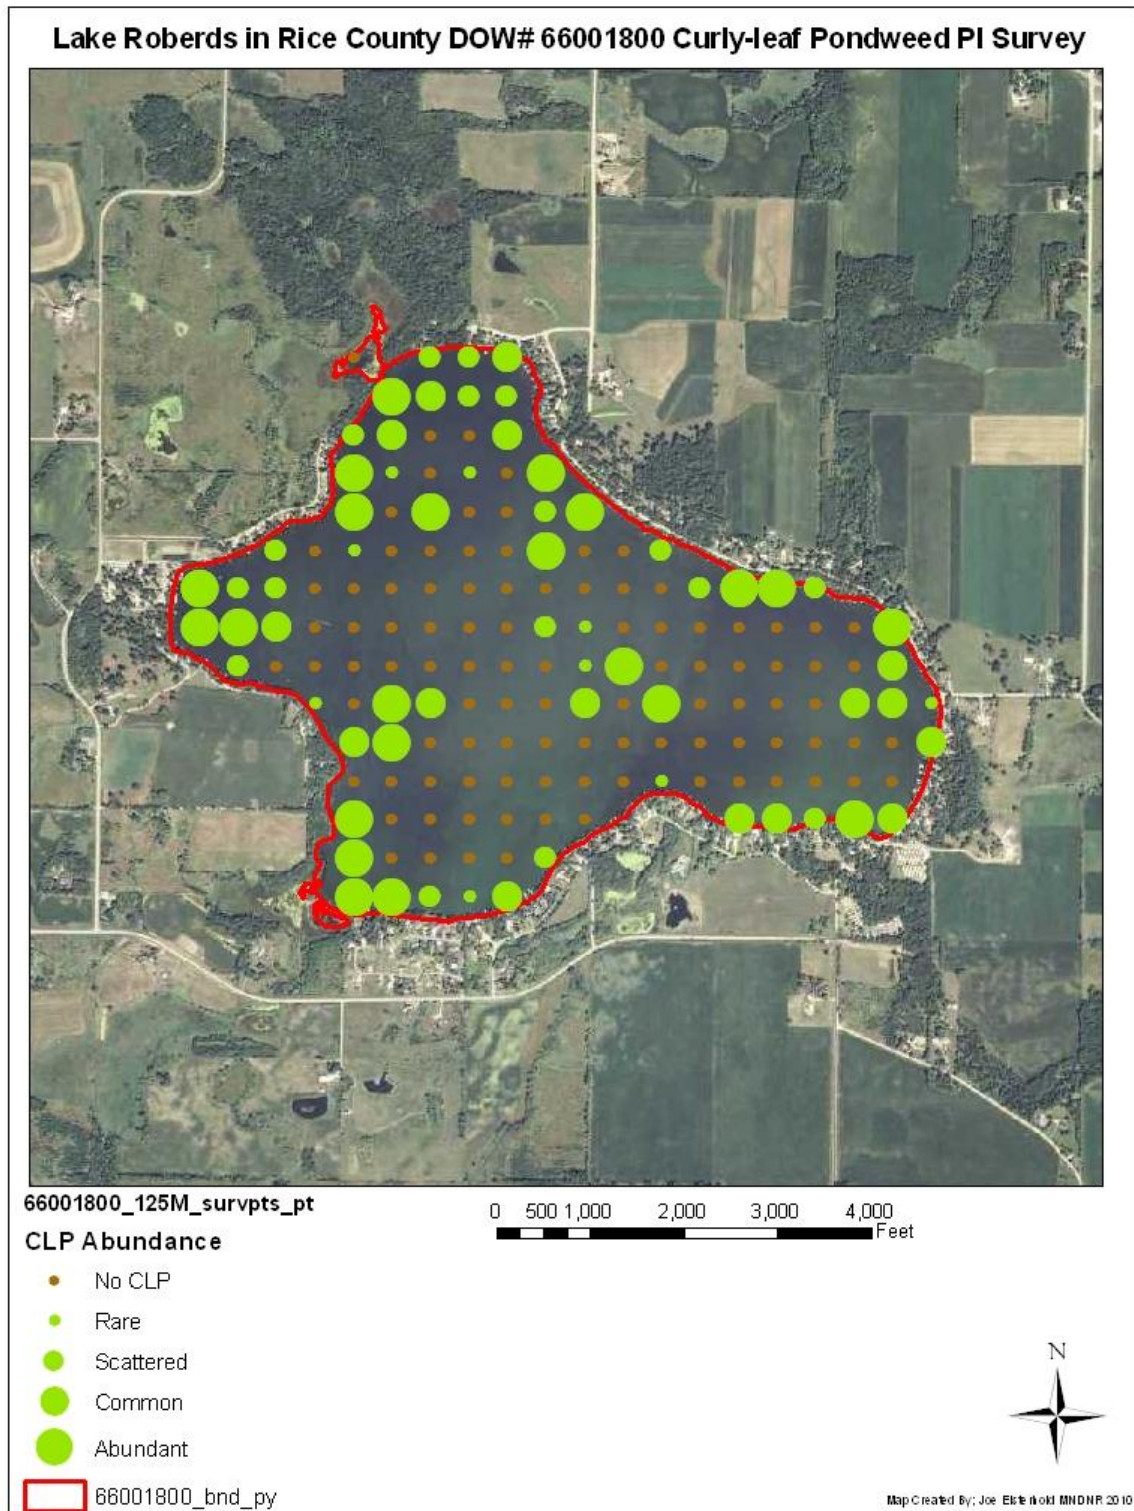 Lake Roberds in Rice County DOW# 66001800 Curly-leaf Pondweed PI Survey
66001800_125M_survpts_pt
0 500 1,000 2,000 3,000 4,000
Feet
CLP Abundance
No CLP
Rare
Scattered
Common
Abundant
66001800_bnd_py
N
Map Created By; Joe MNDNR 2010